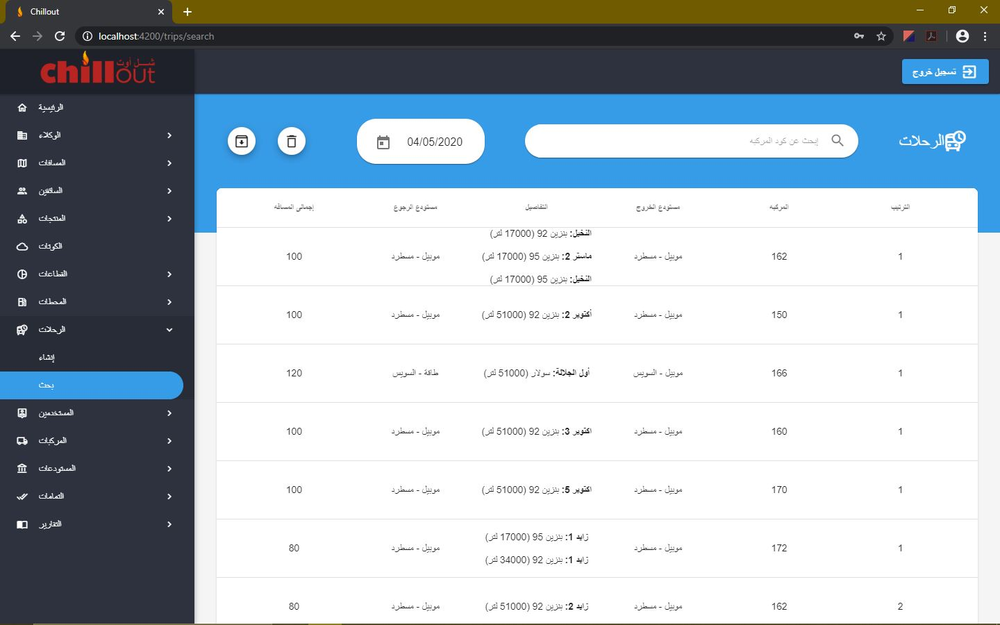 Chillout
localhost:4200/trips/search
chillout شـل أوت
تسجيل خروج
الرئيسية
الوكلاء
المسافات
السائقين
المنتجات
الكوتات
القطاعات
المحطات
الرحلات
إنشاء
بحث
المستخدمين
المركبات
المستودعات
التمامات
التقارير
الرحلات
إبحث عن كود المركبه
04/05/2020
الترتيب المركبه مستودع الخروج التفاصيل مستودع الرجوع إجمالى المسافه
النخيل: بنزين 92 (17000 لتر)
1 162 موبيل - مسطرد ماستر 2: بنزين 95 (17000 لتر) موبيل - مسطرد 100
النخيل: بنزين 95 (17000 لتر)
1 150 موبيل - مسطرد أكتوبر 2: بنزين 92 (51000 لتر) موبيل - مسطرد 100
1 166 موبيل - السويس أول الجلالة: سولار (51000 لتر) طاقة - السويس 120
1 160 موبيل - مسطرد اكتوبر 3: بنزين 92 (51000 لتر) موبيل - مسطرد 100
1 170 موبيل - مسطرد اكتوبر 5: بنزين 92 (51000 لتر) موبيل - مسطرد 100
زايد 1: بنزين 95 (17000 لتر)
1 172 موبيل - مسطرد موبيل - مسطرد 80
زايد 1: بنزين 92 (34000 لتر)
2 162 موبيل - مسطرد زايد 2: بنزين 92 (51000 لتر) موبيل - مسطرد 80